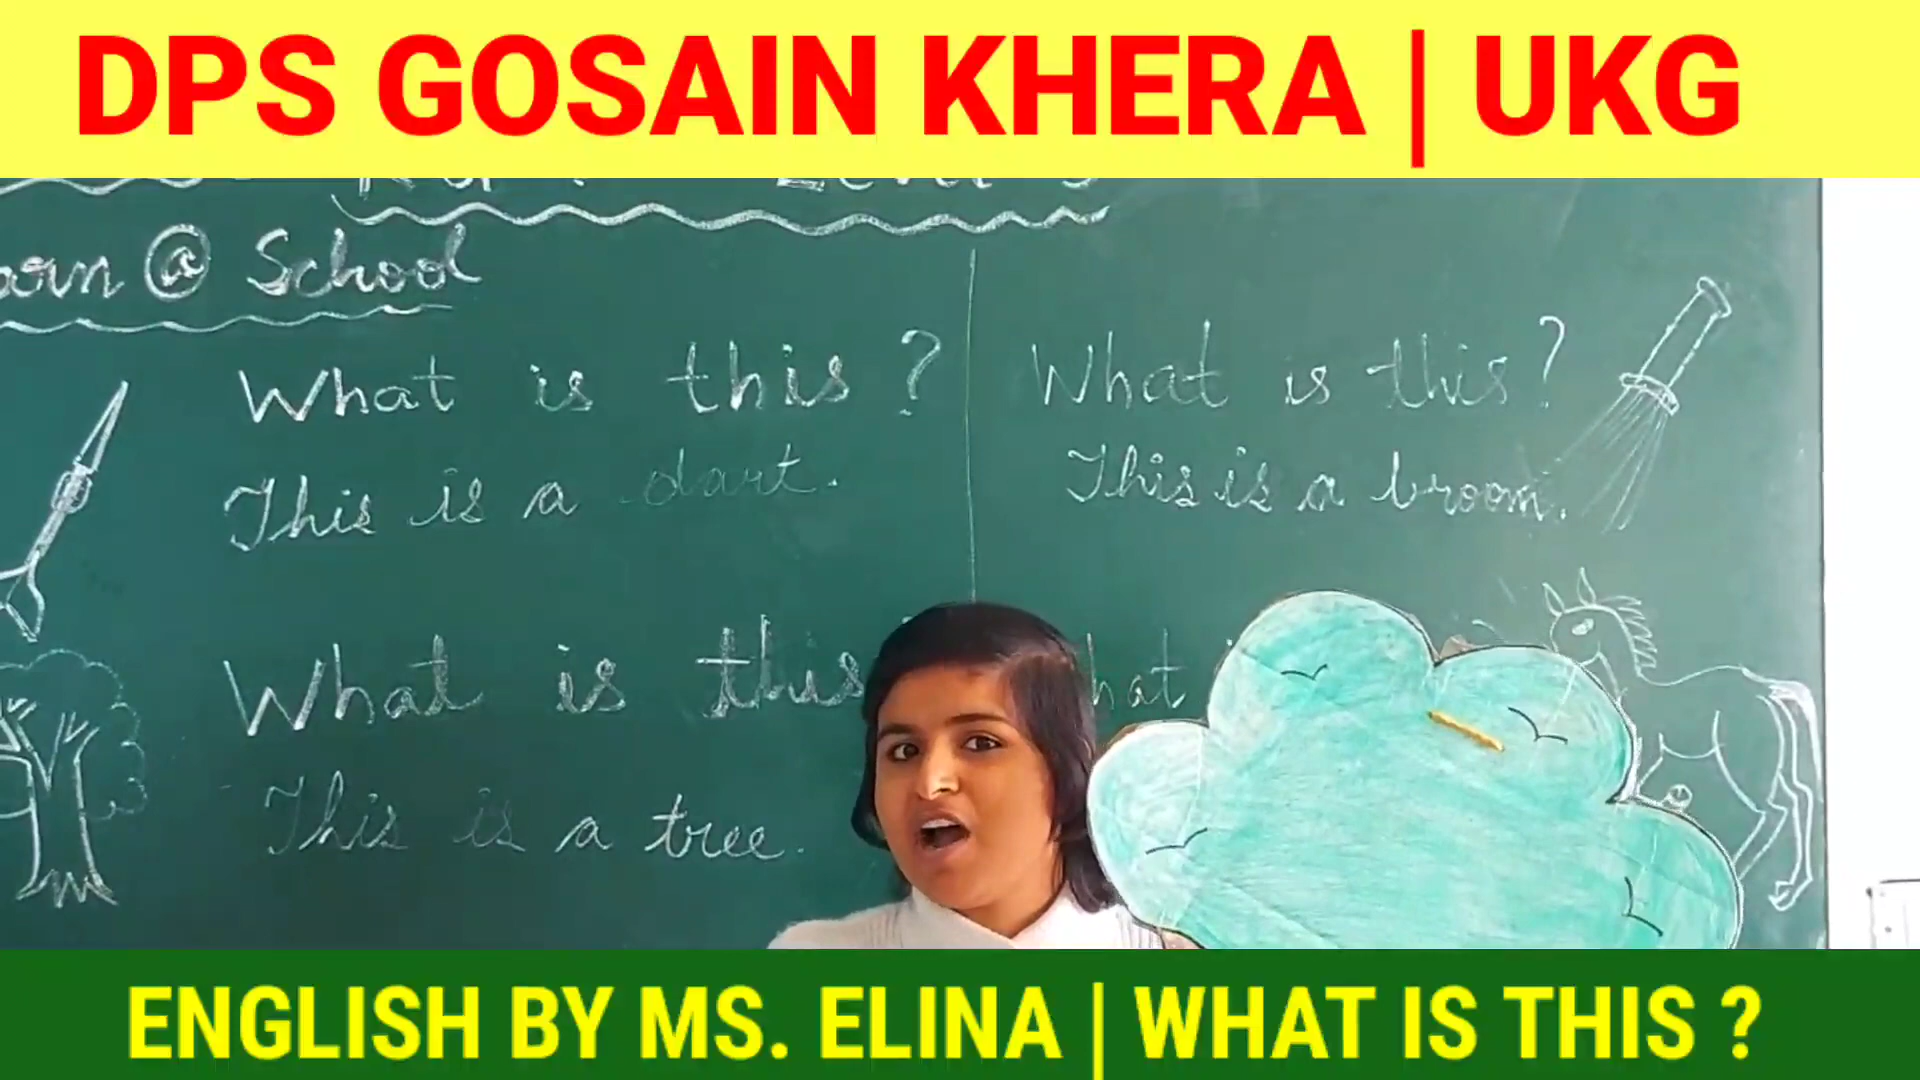 DPS GOSAIN KHERA | UKG
@ School
What is this ?
This is a dart.
What is this?
This is a broom.
What is this
This is a tree.
ENGLISH BY MS. ELINA | WHAT IS THIS ?